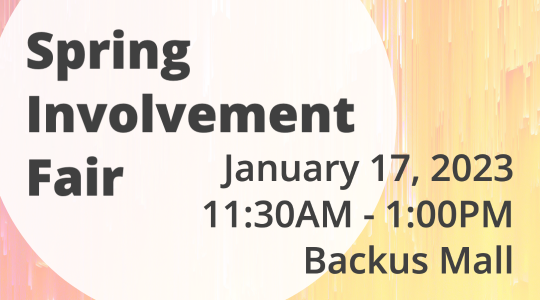 Spring
Involvement
Fair
January 17, 2023
11:30AM - 1:00PM
Backus Mall